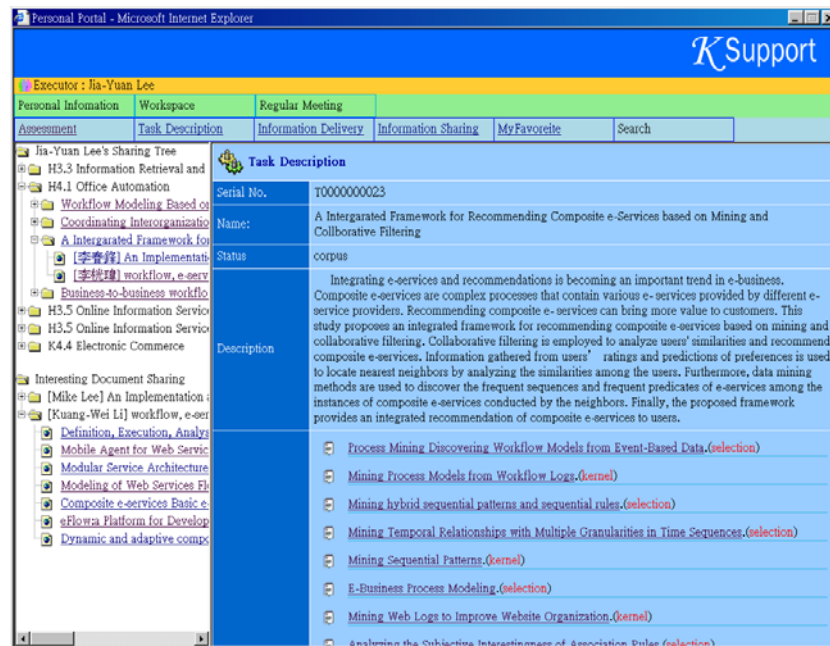 Personal Portal - Microsoft Internet Explorer
KSupport
Executor : Jia-Yuan Lee
Personal Infomation Workspace Regular Meeting
Assessment Task Description Information Delivery Information Sharing MyFavoreite Search
Jia-Yuan Lee's Sharing Tree
H3.3 Information Retrieval and
H4.1 Office Automation
Workflow Modeling Based on
Coordinating Interorganizatio
A Intergarated Framework for
[李春鋒] An Implementati
workflow, e-serv
Business-to-business workflo
H3.5 Online Information Service
H3.5 Online Information Service
K4.4 Electronic Commerce
Interesting Document Sharing
[Mike Lee] An Implementation
[Kuang-Wei Li] workflow, e-ser
Definition, Execution, Analys
Mobile Agent for Web Servic
Modular Service Architecture
Modeling of Web Services Fl
Composite e-services Basic e-
eFlow:a Platform for Develop
Dynamic and adaptive compo
Task Description
Serial No. T0000000023
Name: A Intergarated Framework for Recommending Composite e-Services based on Mining and
Collborative Filtering
Status corpus
Description
Integrating e-services and recommendations is becoming an important trend in e-business.
Composite e-services are complex processes that contain various e- services provided by different e-
service providers. Recommending composite e- services can bring more value to customers. This
study proposes an integrated framework for recommending composite e-services based on mining and
collaborative filtering. Collaborative filtering is employed to analyze users' similarities and recommend
composite e-services. Information gathered from users' ratings and predictions of preferences is used
to locate nearest neighbors by analyzing the similarities among the users. Furthermore, data mining
methods are used to discover the frequent sequences and frequent predicates of e-services among the
instances of composite e-services conducted by the neighbors. Finally, the proposed framework
provides an integrated recommendation of composite e-services to users.
Process Mining Discovering Workflow Models from Event-Based Data.(selection)
Mining Process Models from Workflow Logs.(kernel)
Mining hybrid sequential patterns and sequential rules.(selection)
Mining Temporal Relationships with Multiple Granularities in Time Sequences.(selection)
Mining Sequential Patterns.(kernel)
E-Business Process Modeling.(selection)
Mining Web Logs to Improve Website Organization.(kernel)
Analyzing the Subjective Interestingness of Association Rules.(selection)